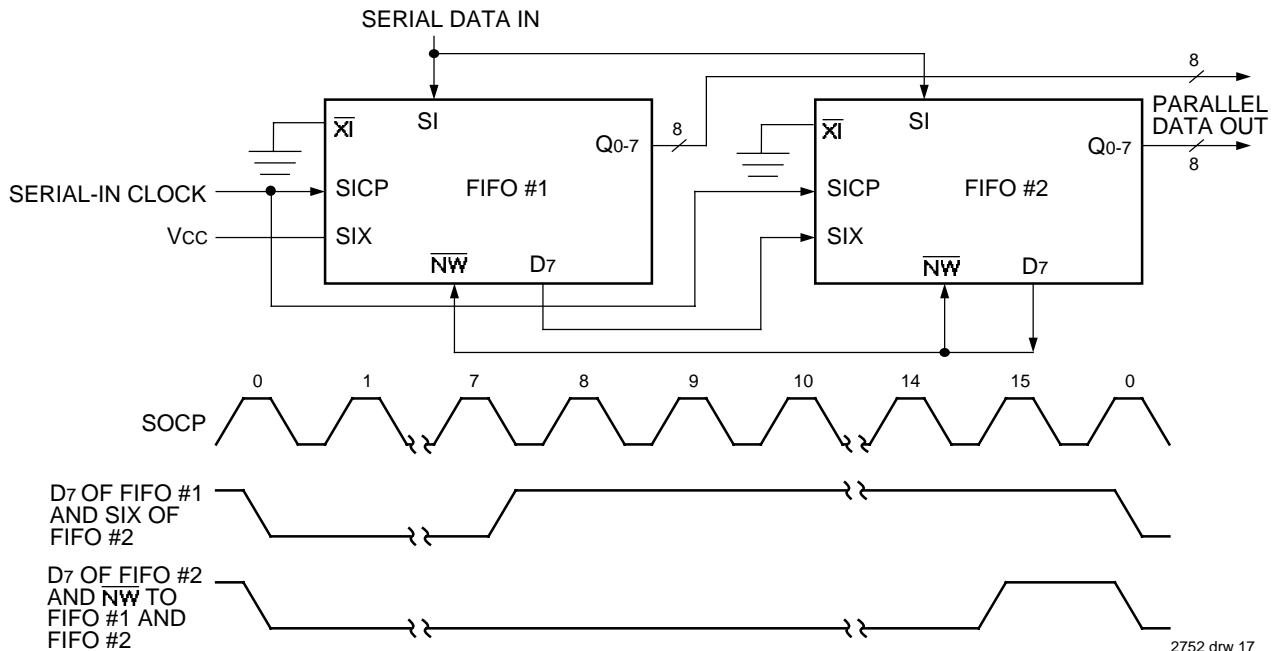 SERIAL DATA IN
8
PARALLEL
DATA OUT
8
XI
SI
Q0-7
8
SERIAL-IN CLOCK
SICP
FIFO #1
VCC
SIX
NW
D7
XI
SI
Q0-7
SICP
FIFO #2
SIX
NW
D7
0 1 7 8 9 10 14 15 0
SOCP
D7 OF FIFO #1
AND SIX OF
FIFO #2
D7 OF FIFO #2
AND NW TO
FIFO #1 AND
FIFO #2
2752 drw 17